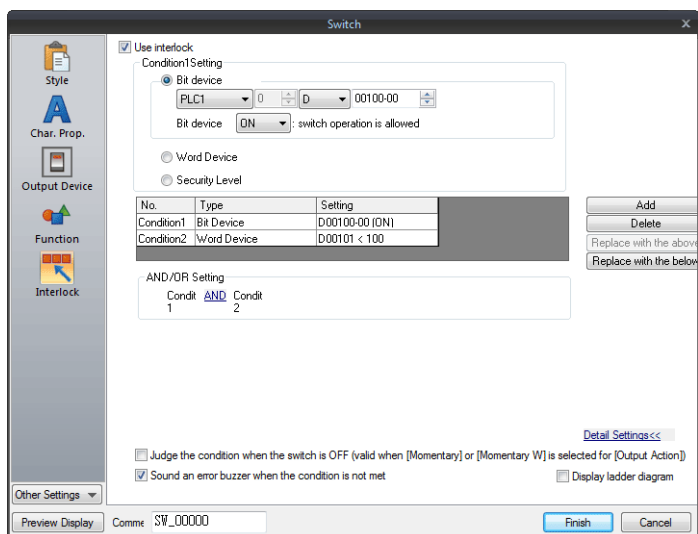 Switch
x
Style
Char. Prop.
Output Device
Function
Interlock
Other Settings
Preview Display
Use interlock
Condition1Setting
Bit device
PLC1 0 D 00100-00
Bit device ON : switch operation is allowed
Word Device
Security Level
No. Type Setting
Condition1 Bit Device D00100-00 (ON)
Condition2 Word Device D00101 < 100
Add
Delete
Replace with the above
Replace with the below
AND/OR Setting
Condit AND Condit
1 2
Detail Settings<<
Judge the condition when the switch is OFF (valid when [Momentary] or [Momentary W] is selected for [Output Action])
Sound an error buzzer when the condition is not met
Display ladder diagram
Comme SW_00000
Finish
Cancel